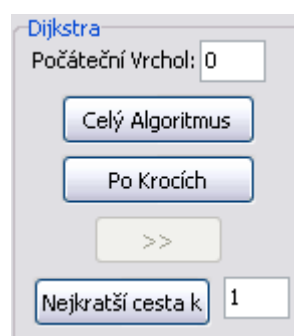 Dijkstra
Počáteční Vrchol: 0
Celý Algoritmus
Po Krocích
>>
Nejkratší cesta k 1